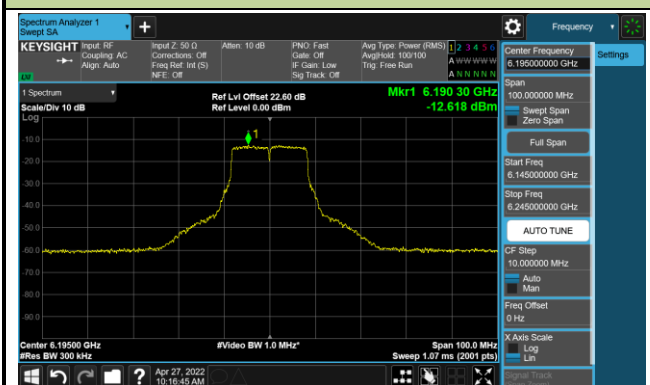 Spectrum Analyzer 1
Swept SA
+
Frequency
KEYSIGHT
Input: RF
Coupling: AC
Align: Auto
Input Z: 50 Ω
Corrections: Off
Freq Ref: Int (S)
NFE: Off
Atten: 10 dB
PNO: Fast
Gate: Off
IF Gain: Low
Sig Track: Off
Avg Type: Power (RMS)
Avg|Hold: 100/100
Trig: Free Run
1 2 3 4 5 6
A W W W W W
A N N N N N
LXI
1 Spectrum
Scale/Div 10 dB
Log
Ref Lvl Offset 22.60 dB
Ref Level 0.00 dBm
Mkr1 6.190 30 GHz
-12.618 dBm
1
-10.0
-20.0
-30.0
-40.0
-50.0
-60.0
-70.0
-80.0
-90.0
Center 6.19500 GHz
#Res BW 300 kHz
#Video BW 1.0 MHz*
Span 100.0 MHz
Sweep 1.07 ms (2001 pts)
Apr 27, 2022
10:16:45 AM
?
Center Frequency
6.195000000 GHz
Settings
Span
100.000000 MHz
Swept Span
Zero Span
Full Span
Start Freq
6.145000000 GHz
Stop Freq
6.245000000 GHz
AUTO TUNE
CF Step
10.000000 MHz
Auto
Man
Freq Offset
0 Hz
X Axis Scale
Log
Lin
Signal Track